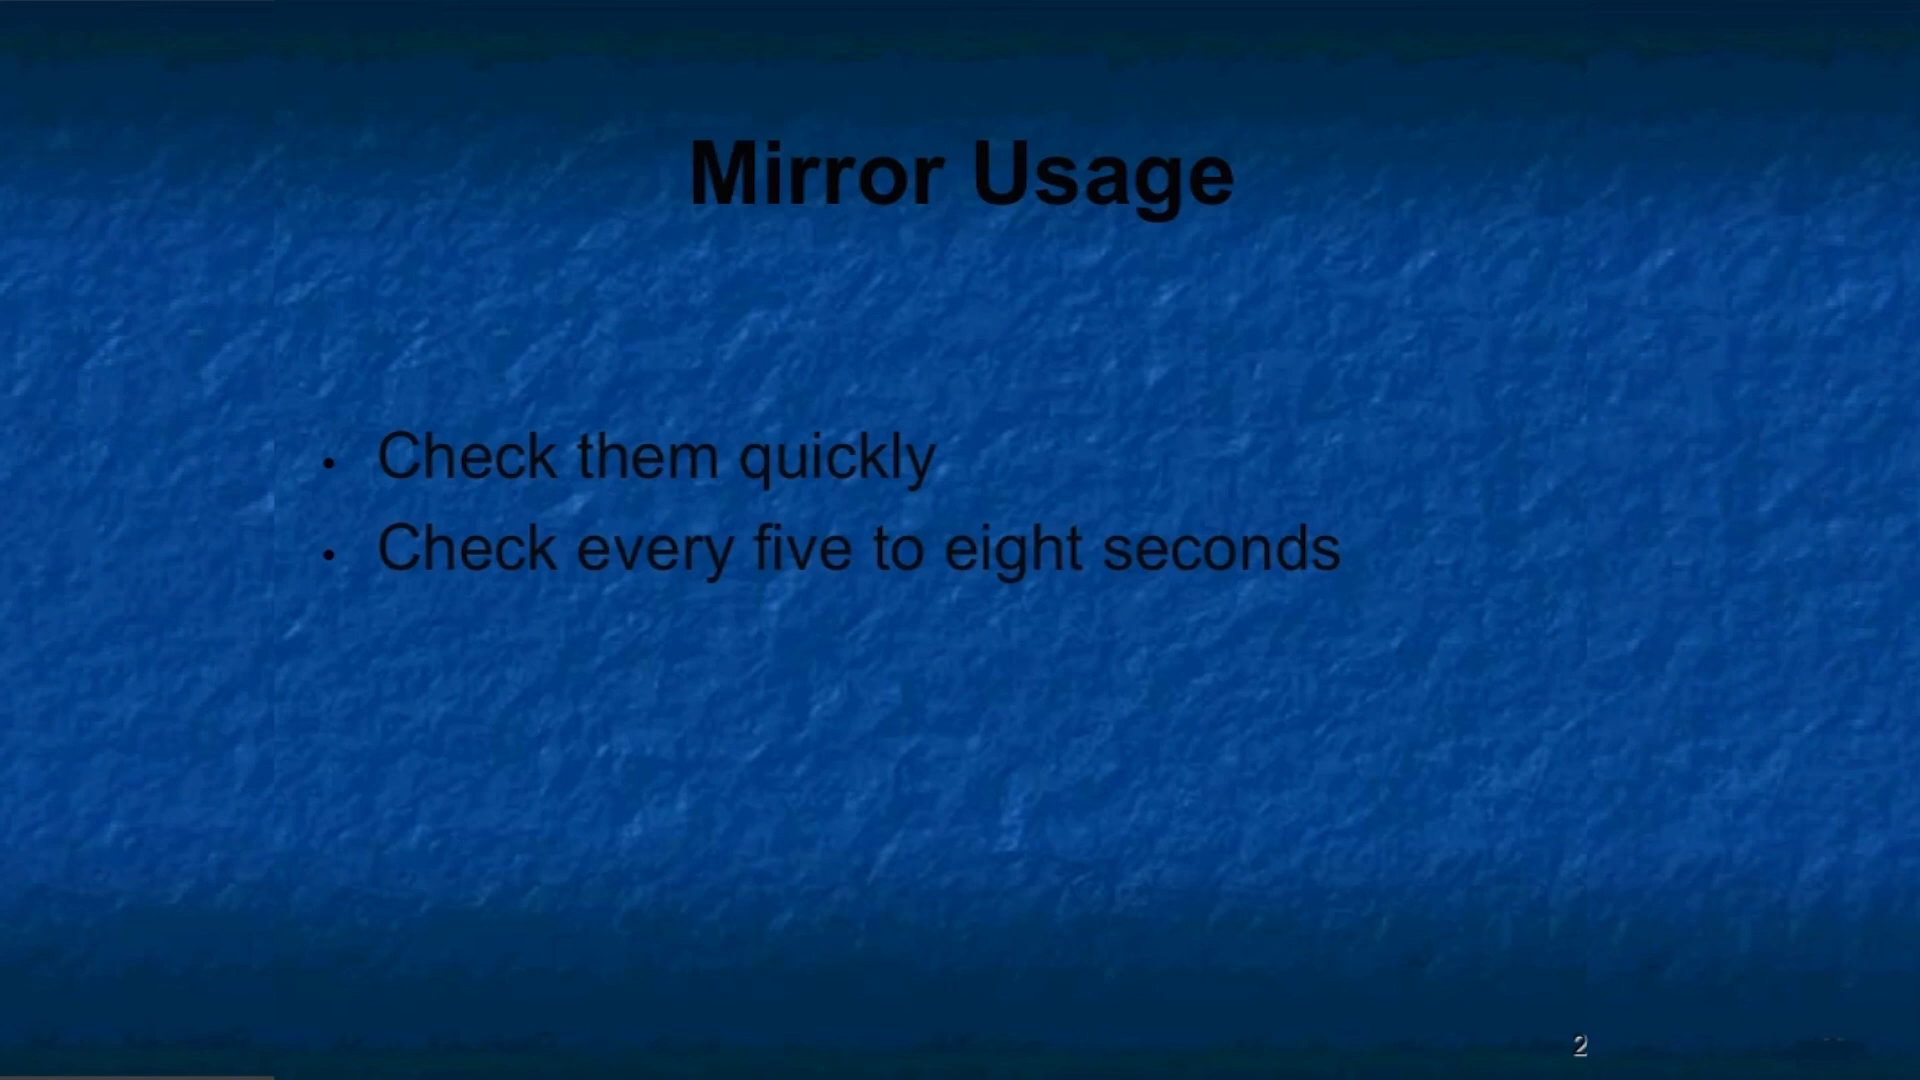 Mirror Usage
• Check them quickly
• Check every five to eight seconds
2